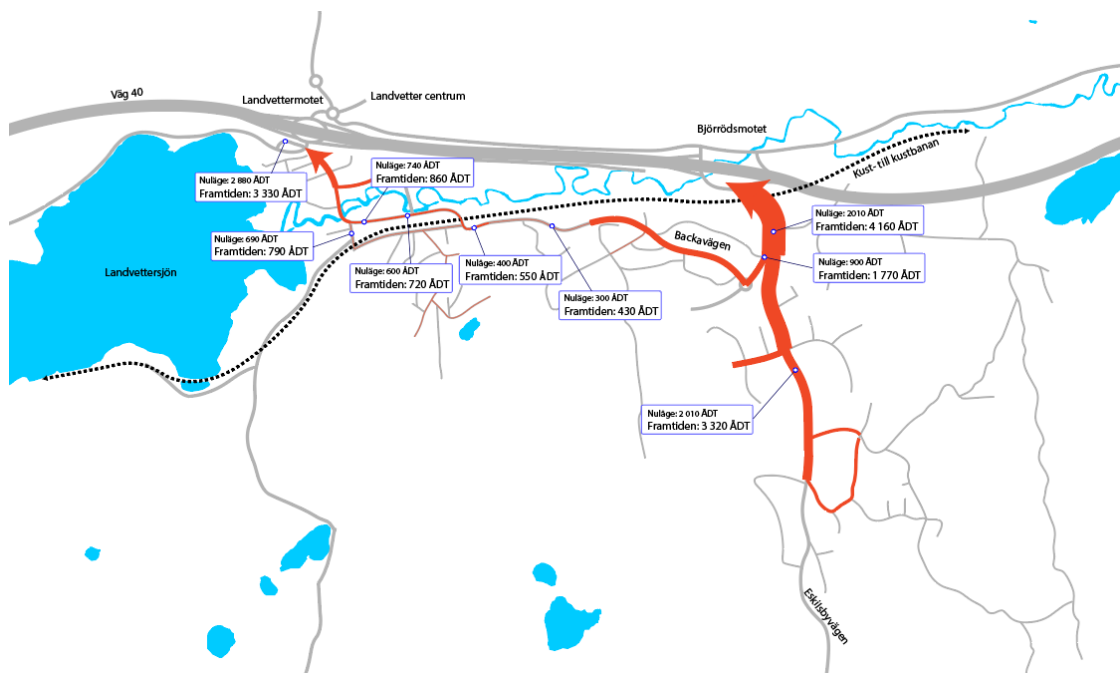 Väg 40
Landvettermotet
Landvetter centrum
Björrödsmotet
Kust- till kustbanan
Nuläge: 2 880 ÅDT
Framtiden: 3 330 ÅDT
Nuläge: 740 ÅDT
Framtiden: 860 ÅDT
Nuläge: 690 ÅDT
Framtiden: 790 ÅDT
Nuläge: 600 ÅDT
Framtiden: 720 ÅDT
Nuläge: 400 ÅDT
Framtiden: 550 ÅDT
Nuläge: 300 ÅDT
Framtiden: 430 ÅDT
Backavägen
Nuläge: 2010 ÅDT
Framtiden: 4 160 ÅDT
Nuläge: 900 ÅDT
Framtiden: 1 770 ÅDT
Landvettersjön
Nuläge: 2 010 ÅDT
Framtiden: 3 320 ÅDT
Eskilsbyvägen